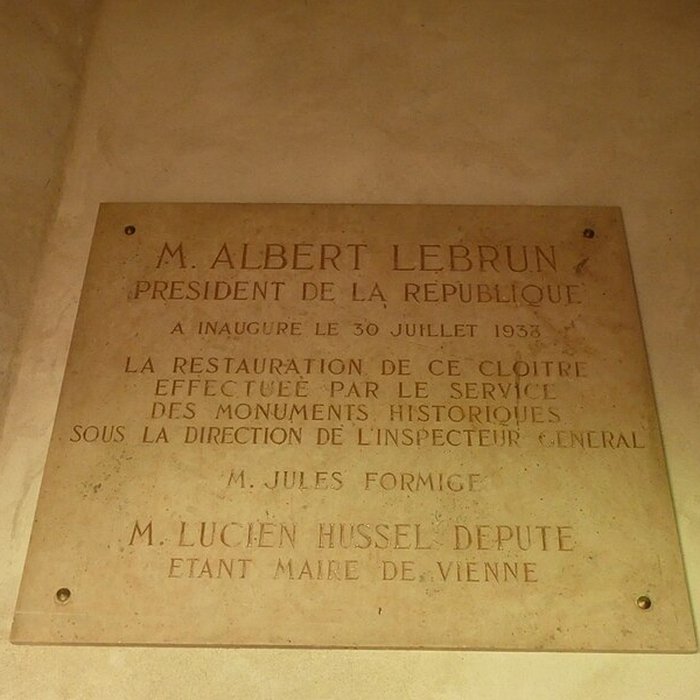 M. ALBERT LEBRUN
PRESIDENT DE LA REPUBLIQUE
A INAUGURE LE 30 JUILLET 1938
LA RESTAURATION DE CE CLOITRE
EFFECTUEE PAR LE SERVICE
DES MONUMENTS HISTORIQUES
SOUS LA DIRECTION DE L'INSPECTEUR GENERAL
M. JULES FORMIGE
M. LUCIEN HUSSEL DEPUTE
ETANT MAIRE DE VIENNE